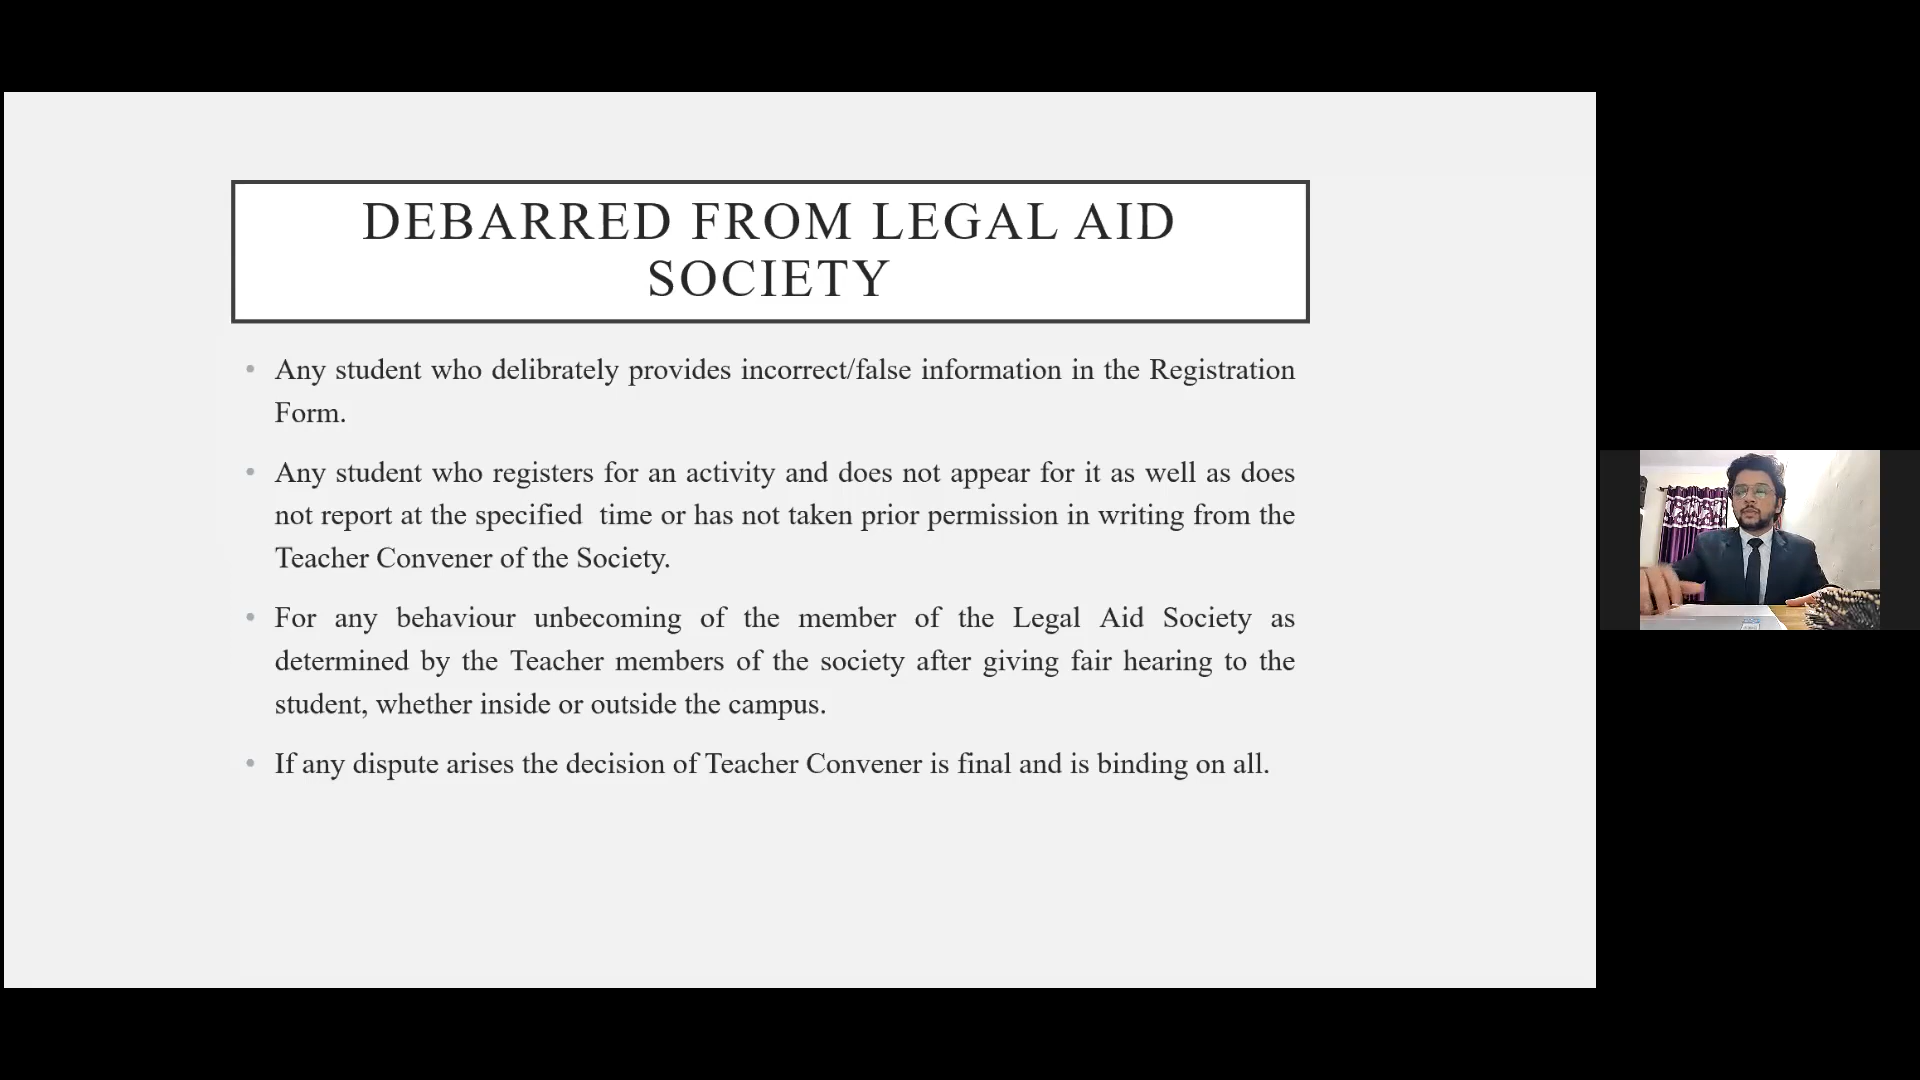 DEBARRED FROM LEGAL AID
SOCIETY
• Any student who delibrately provides incorrect/false information in the Registration
Form.
• Any student who registers for an activity and does not appear for it as well as does
not report at the specified  time or has not taken prior permission in writing from the
Teacher Convener of the Society.
• For any behaviour unbecoming of the member of the Legal Aid Society as
determined by the Teacher members of the society after giving fair hearing to the
student, whether inside or outside the campus.
• If any dispute arises the decision of Teacher Convener is final and is binding on all.